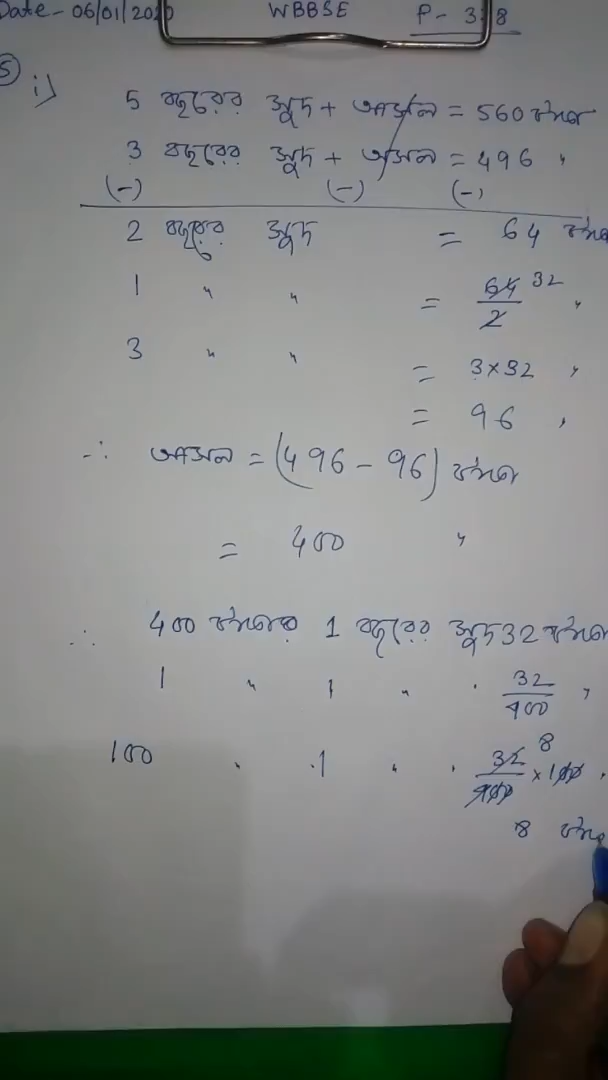 Date - 06/01/2020 WBBSE P - 3.8
5 i)
5 বছরের সুদ + আসল = 560 টাকা
3 বছরের সুদ + আসল = 496 "
(-) (-) (-)
2 বছরের সুদ = 64 টাকা
1 " " = 64/2 32 "
3 " " = 3×32 "
= 96 "
∴ আসল = (496 - 96) টাকা
= 400 "
∴ 400 টাকার 1 বছরের সুদ 32 টাকা
1 " 1 " " 32/400 "
100 " 1 " " 32/400 × 100 8 "
8 টাকা